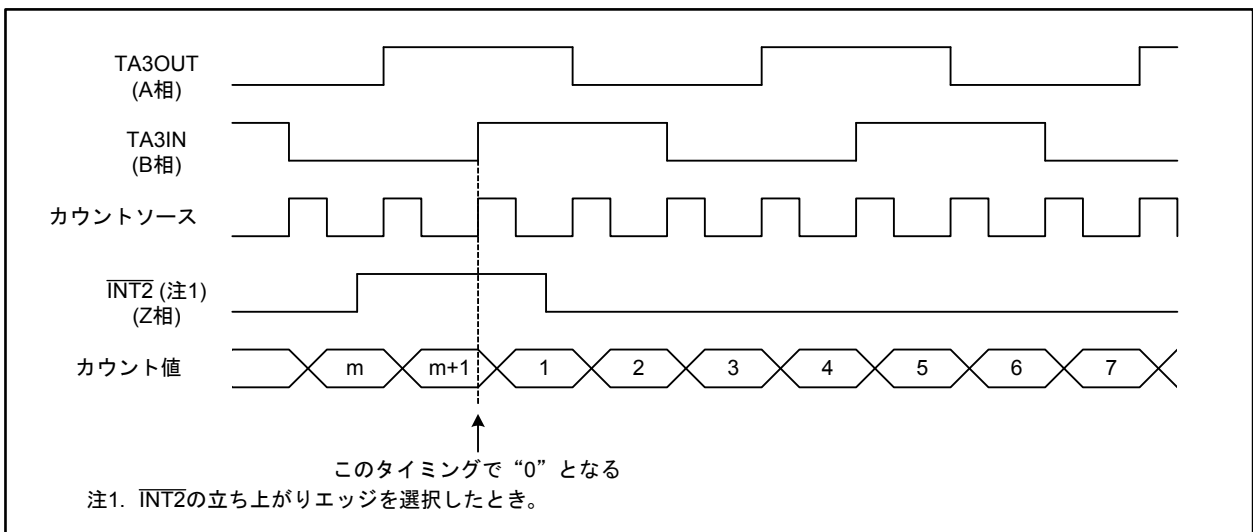 TA3OUT
(A相)
TA3IN
(B相)
カウントソース
INT2 (注1)
(Z相)
カウント値
m
m+1
1
2
3
4
5
6
7
このタイミングで“0”となる
注1. INT2の立ち上がりエッジを選択したとき。